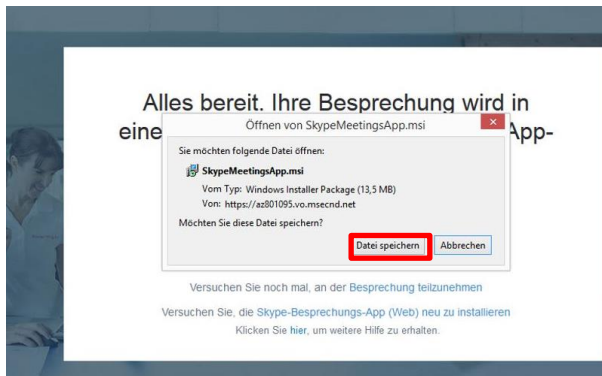 Alles bereit. Ihre Besprechung wird in
eine
App-
Öffnen von SkypeMeetingsApp.msi
Sie möchten folgende Datei öffnen:
SkypeMeetingsApp.msi
Vom Typ: Windows Installer Package (13,5 MB)
Von: https://az801095.vo.msecnd.net
Möchten Sie diese Datei speichern?
Datei speichern Abbrechen
Versuchen Sie noch mal, an der Besprechung teilzunehmen
Versuchen Sie, die Skype-Besprechungs-App (Web) neu zu installieren
Klicken Sie hier, um weitere Hilfe zu erhalten.